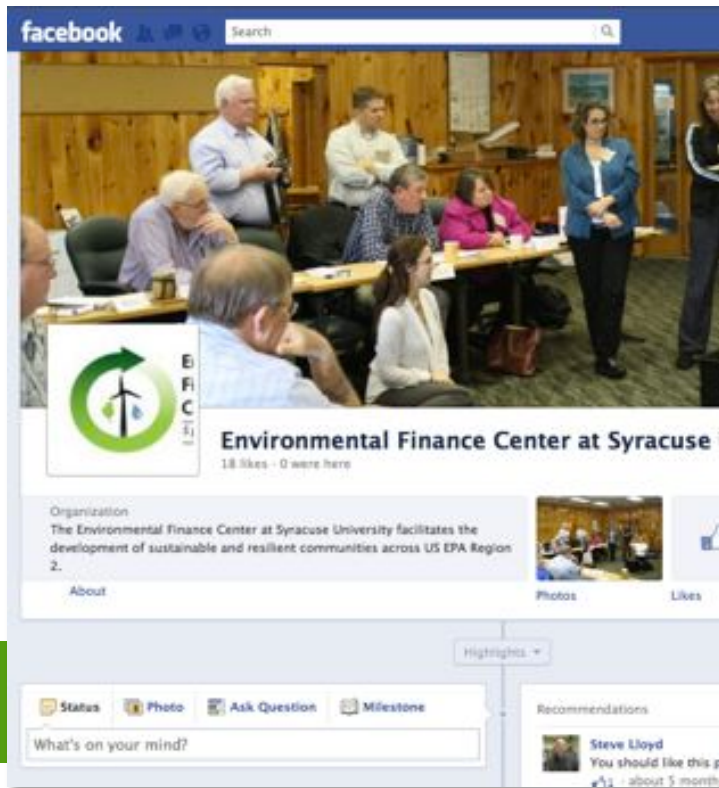 facebook
Search
E
Fi
C
Environmental Finance Center at Syracuse
18 likes · 0 were here
Organization
The Environmental Finance Center at Syracuse University facilitates the
development of sustainable and resilient communities across US EPA Region
2.
About
Photos
Likes
Highlights
Status
Photo
Ask Question
Milestone
What's on your mind?
Recommendations
Steve Lloyd
You should like this p
1 · about 5 month